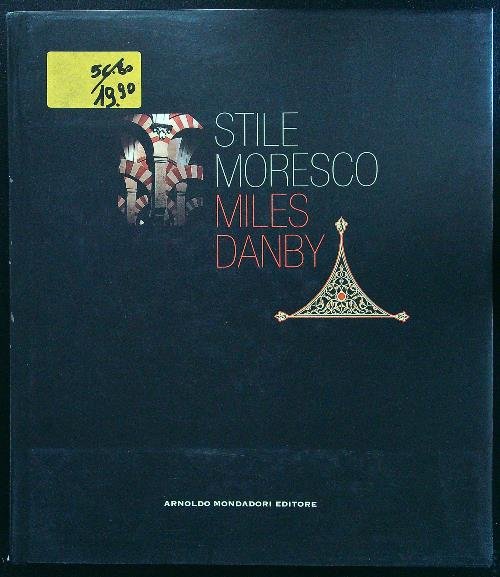 19.90
STILE
MORESCO
MILES
DANBY
ARNOLDO MONDADORI EDITORE